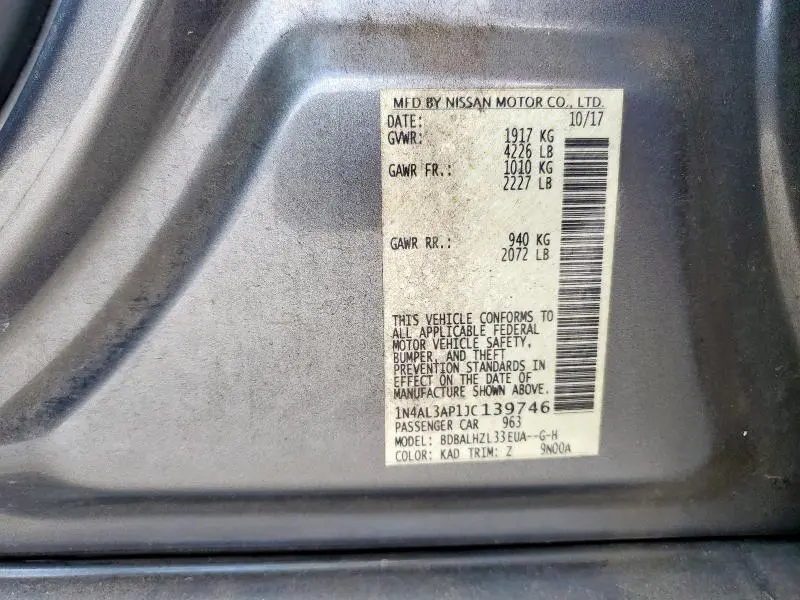 MFD BY NISSAN MOTOR CO., LTD.
DATE: 10/17
GVWR: 1917 KG
4226 LB
GAWR FR.: 1010 KG
2227 LB
GAWR RR.: 940 KG
2072 LB
THIS VEHICLE CONFORMS TO
ALL APPLICABLE FEDERAL
MOTOR VEHICLE SAFETY,
BUMPER, AND THEFT
PREVENTION STANDARDS IN
EFFECT ON THE DATE OF
MANUFACTURE SHOWN ABOVE.
1N4AL3AP1JC139746
PASSENGER CAR 963
MODEL: BDBALHZL33EUA--G-H
COLOR: KAD TRIM: Z 9N00A